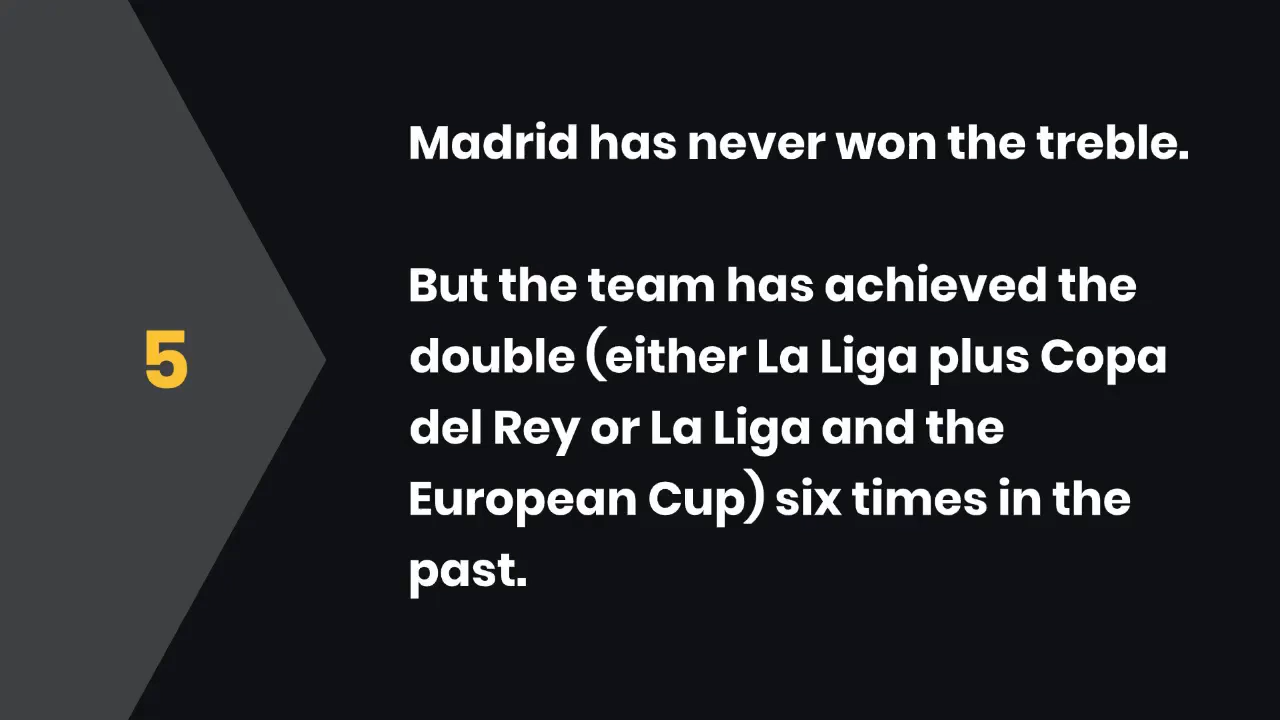 5
Madrid has never won the treble.
But the team has achieved the
double (either La Liga plus Copa
del Rey or La Liga and the
European Cup) six times in the
past.